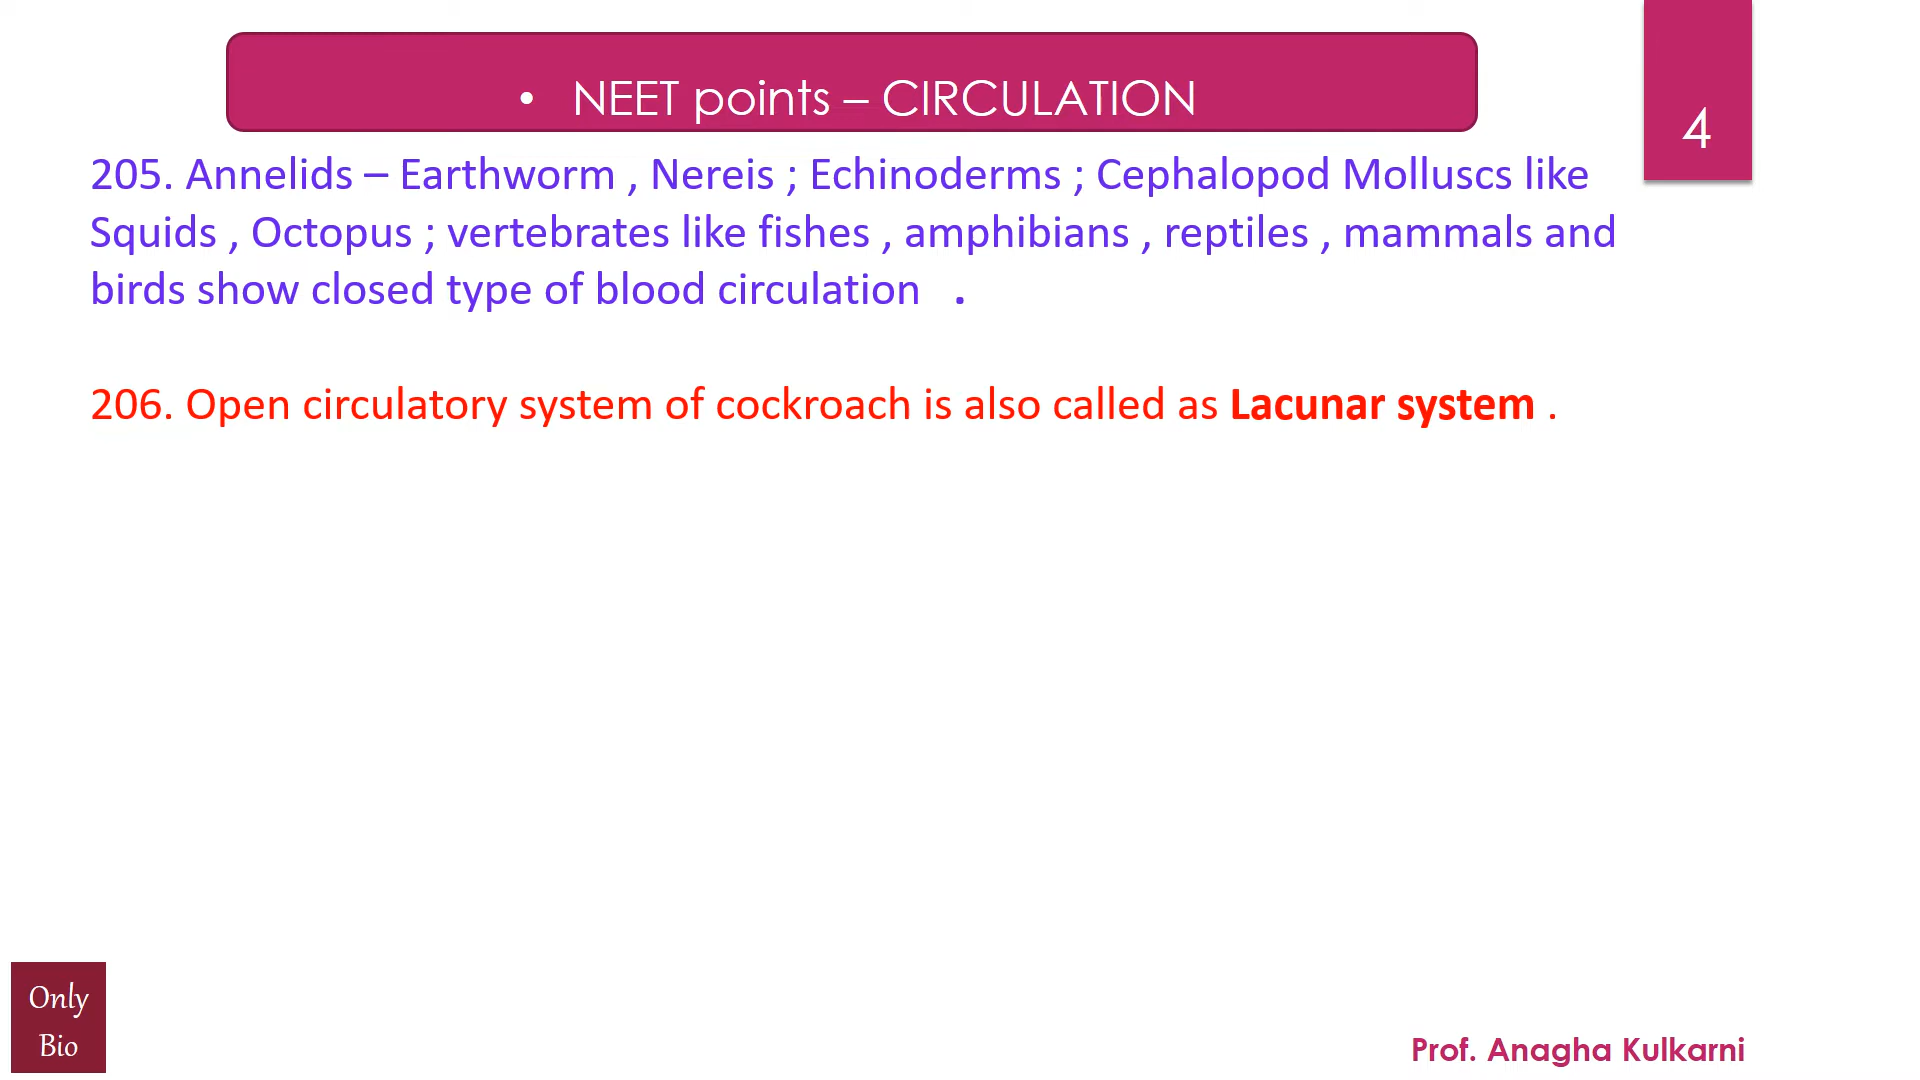 • NEET points – CIRCULATION
4
205. Annelids – Earthworm , Nereis ; Echinoderms ; Cephalopod Molluscs like
Squids , Octopus ; vertebrates like fishes , amphibians , reptiles , mammals and
birds show closed type of blood circulation .
206. Open circulatory system of cockroach is also called as Lacunar system .
Only
Bio
Prof. Anagha Kulkarni